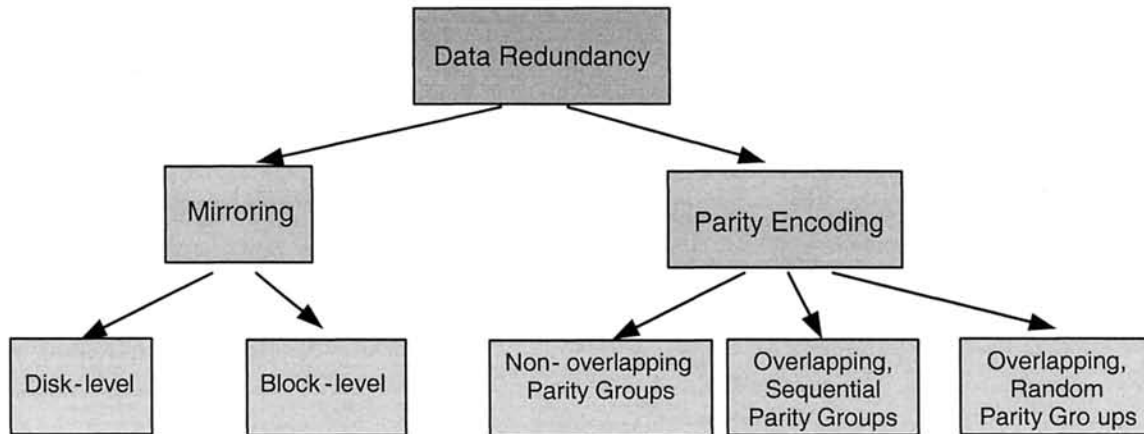 Data Redundancy
Mirroring
Parity Encoding
Disk-level
Block-level
Non- overlapping
Parity Groups
Overlapping,
Sequential
Parity Groups
Overlapping,
Random
Parity Gro ups